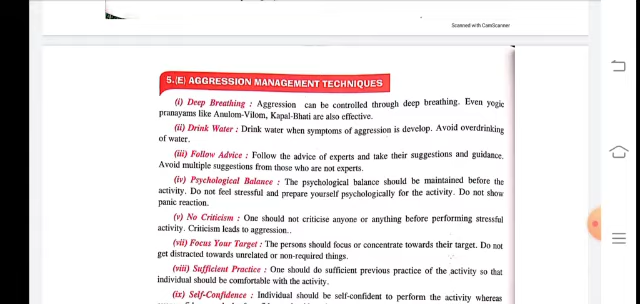 Scanned with CamScanner
5.(E) AGGRESSION MANAGEMENT TECHNIQUES
(i) Deep Breathing : Aggression can be controlled through deep breathing. Even yogic
pranayams like Anulom-Vilom, Kapal-Bhati are also effective.
(ii) Drink Water : Drink water when symptoms of aggression is develop. Avoid overdrinking
of water.
(iii) Follow Advice : Follow the advice of experts and take their suggestions and guidance.
Avoid multiple suggestions from those who are not experts.
(iv) Psychological Balance : The psychological balance should be maintained before the
activity. Do not feel stressful and prepare yourself psychologically for the activity. Do not show
panic reaction.
(v) No Criticism : One should not criticise anyone or anything before performing stressful
activity. Criticism leads to aggression..
(vii) Focus Your Target : The persons should focus or concentrate towards their target. Do not
get distracted towards unrelated or non-required things.
(viii) Sufficient Practice : One should do sufficient previous practice of the activity so that
individual should be comfortable with the activity.
(ix) Self-Confidence : Individual should be self-confident to perform the activity whereas